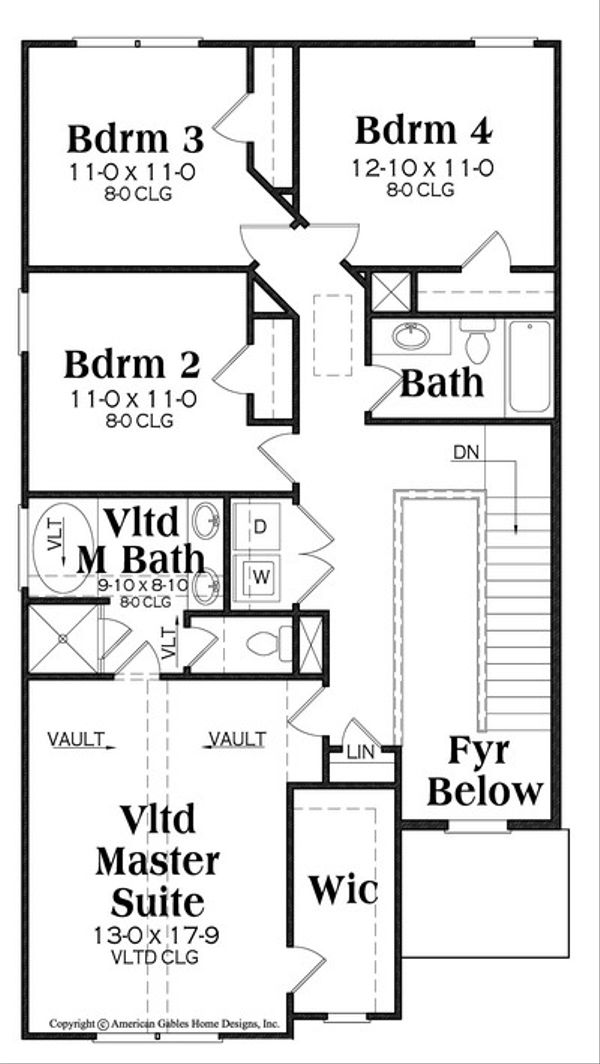 Bdrm 3
11-0 x 11-0
8-0 CLG
Bdrm 4
12-10 x 11-0
8-0 CLG
Bdrm 2
11-0 x 11-0
8-0 CLG
Bath
DN
VLT
Vltd
M Bath
9-10 x 8-10
8-0 CLG
D
W
VLT
VAULT
VAULT
LIN
Fyr
Below
Vltd
Master
Suite
13-0 x 17-9
VLTD CLG
Wic
Copyright © American Gables Home Designs, Inc.